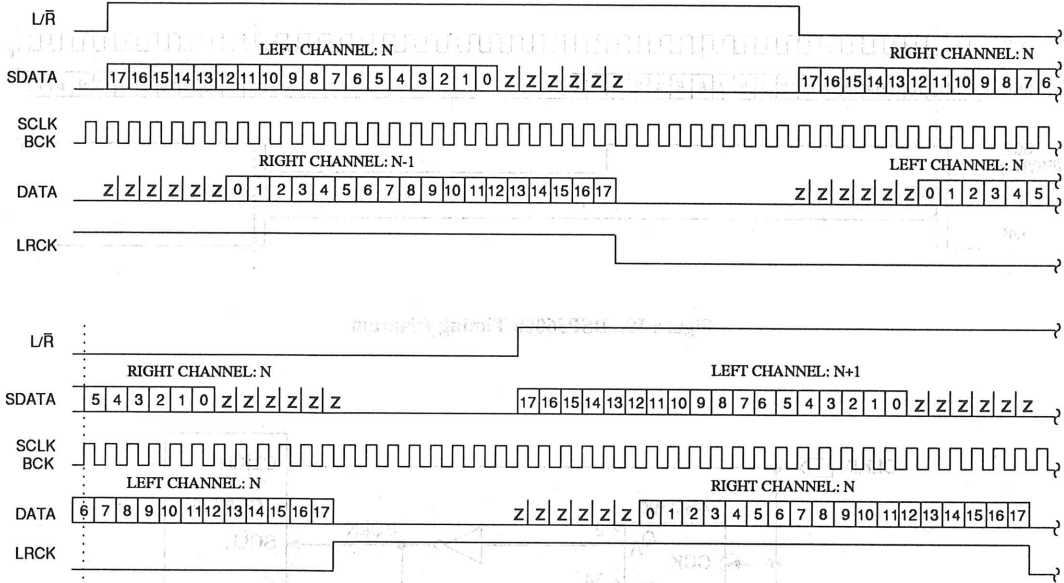 L/R̅
LEFT CHANNEL: N
RIGHT CHANNEL: N
SDATA 17 16 15 14 13 12 11 10 9 8 7 6 5 4 3 2 1 0 Z Z Z Z Z Z 17 16 15 14 13 12 11 10 9 8 7 6
SCLK
BCK
RIGHT CHANNEL: N-1
LEFT CHANNEL: N
DATA Z Z Z Z Z Z 0 1 2 3 4 5 6 7 8 9 10 11 12 13 14 15 16 17 Z Z Z Z Z Z 0 1 2 3 4 5
LRCK
L/R̅
RIGHT CHANNEL: N
LEFT CHANNEL: N+1
SDATA 5 4 3 2 1 0 Z Z Z Z Z Z 17 16 15 14 13 12 11 10 9 8 7 6 5 4 3 2 1 0 Z Z Z Z Z Z
SCLK
BCK
LEFT CHANNEL: N
RIGHT CHANNEL: N
DATA 6 7 8 9 10 11 12 13 14 15 16 17 Z Z Z Z Z Z 0 1 2 3 4 5 6 7 8 9 10 11 12 13 14 15 16 17
LRCK